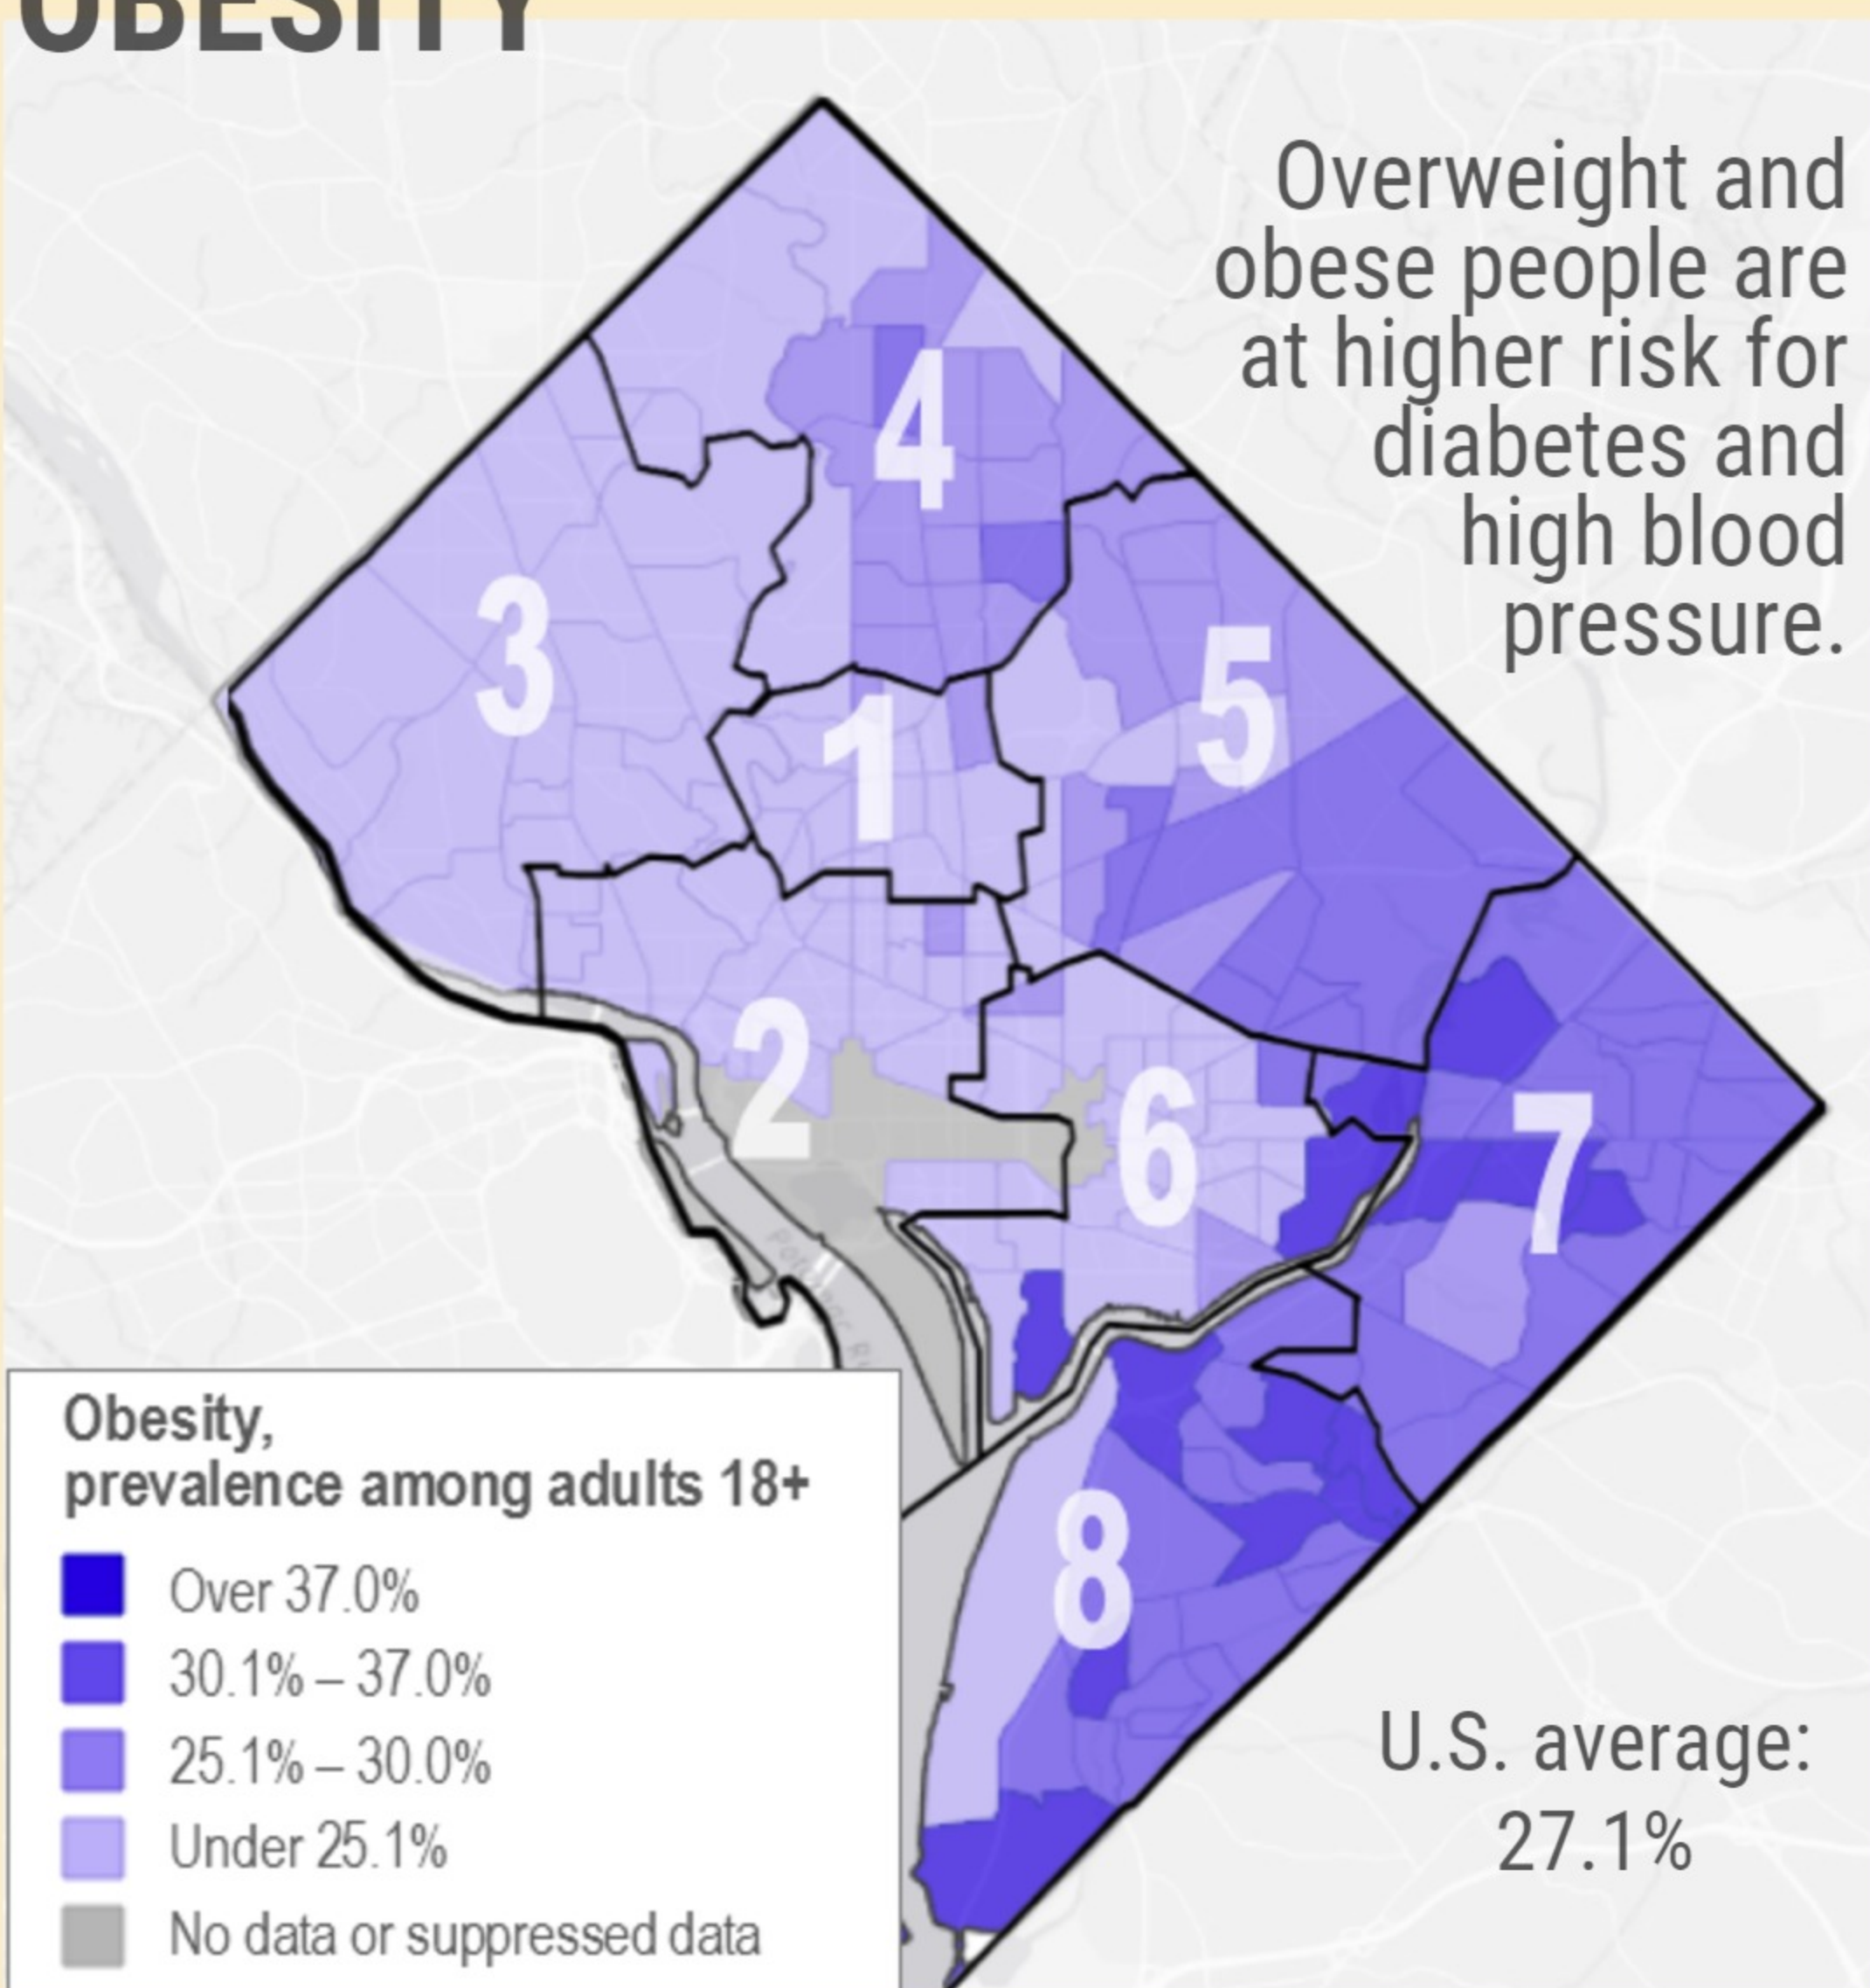 OBESITY
Overweight and
obese people are
at higher risk for
diabetes and
high blood
pressure.
4
3
5
1
2
6
7
8
Obesity,
prevalence among adults 18+
Over 37.0%
30.1% – 37.0%
25.1% – 30.0%
Under 25.1%
No data or suppressed data
U.S. average:
27.1%